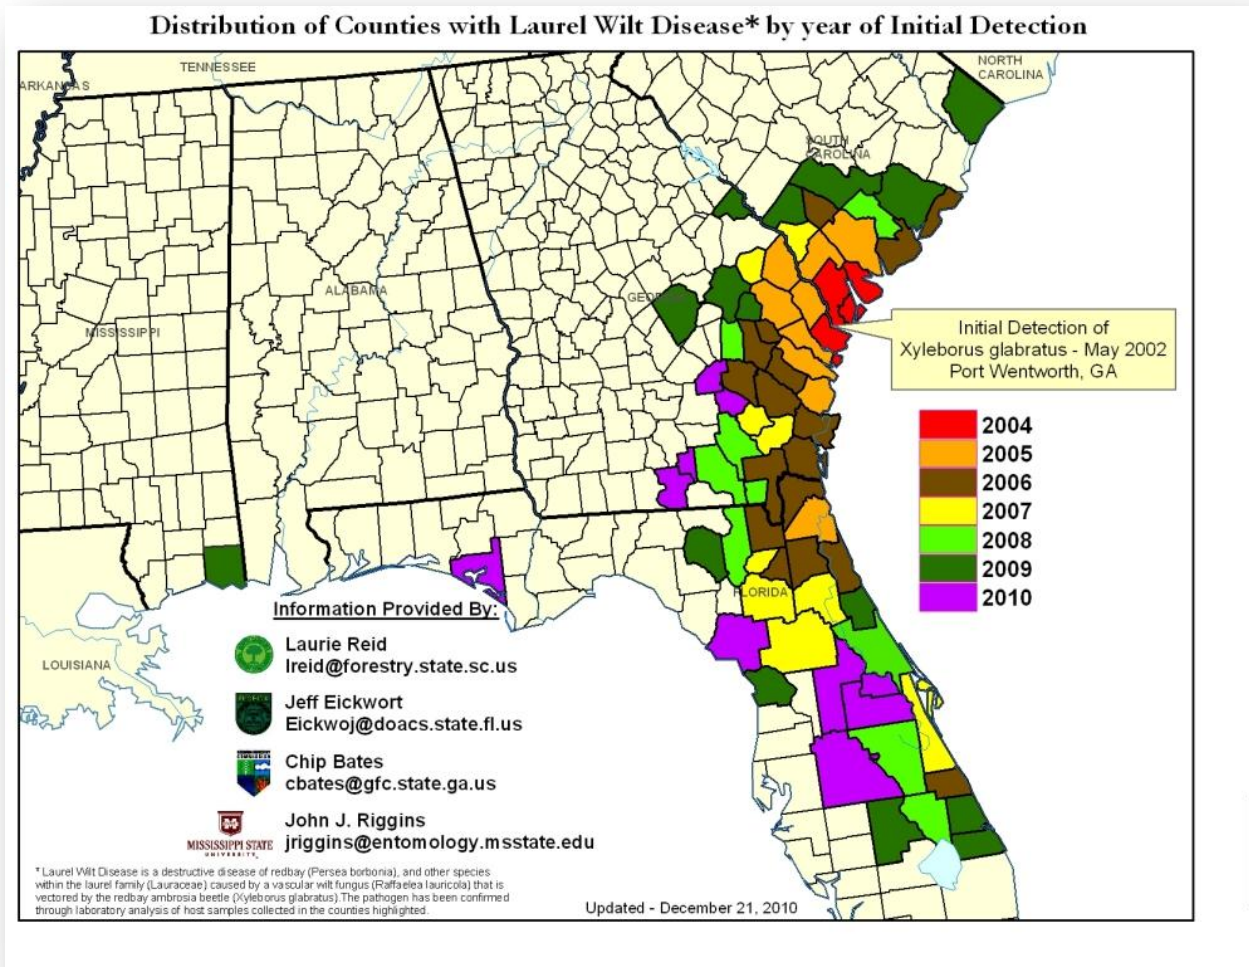 Distribution of Counties with Laurel Wilt Disease* by year of Initial Detection
TENNESSEE
NORTH
CAROLINA
ARKANSAS
SOUTH
CAROLINA
GEORGIA
ALABAMA
MISSISSIPPI
Initial Detection of
Xyleborus glabratus - May 2002
Port Wentworth, GA
2004
2005
2006
2007
2008
2009
2010
FLORIDA
LOUISIANA
Information Provided By:
Laurie Reid
lreid@forestry.state.sc.us
Jeff Eickwort
Eickwoj@doacs.state.fl.us
Chip Bates
cbates@gfc.state.ga.us
John J. Riggins
jriggins@entomology.msstate.edu
MISSISSIPPI STATE
UNIVERSITY
* Laurel Wilt Disease is a destructive disease of redbay (Persea borbonia), and other species
within the laurel family (Lauraceae) caused by a vascular wilt fungus (Raffaelea lauricola) that is
vectored by the redbay ambrosia beetle (Xyleborus glabratus).The pathogen has been confirmed
through laboratory analysis of host samples collected in the counties highlighted.
Updated - December 21, 2010